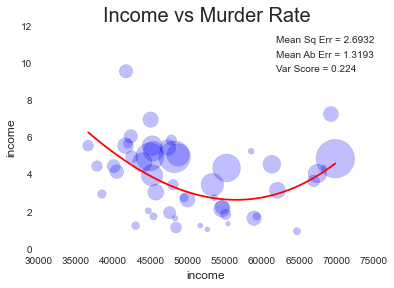 Income vs Murder Rate
Mean Sq Err = 2.6932
Mean Ab Err = 1.3193
Var Score = 0.224
12
10
8
6
4
2
0
income
30000 35000 40000 45000 50000 55000 60000 65000 70000 75000
income